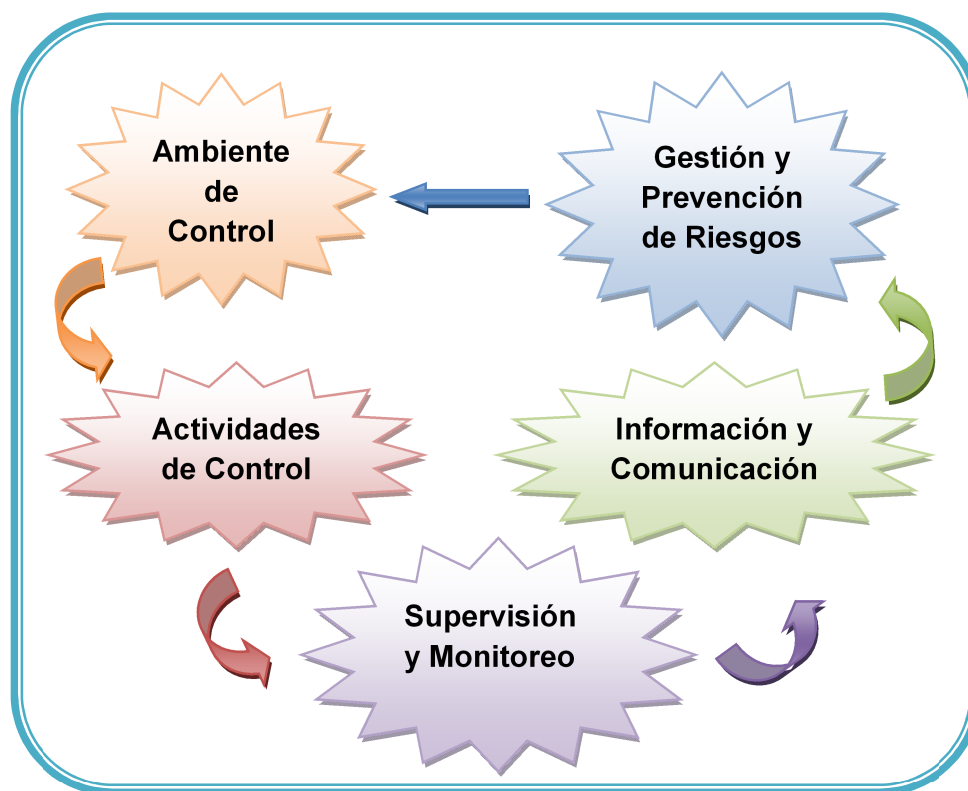 Ambiente
de
Control
Gestión y
Prevención
de Riesgos
Actividades
de Control
Información y
Comunicación
Supervisión
y Monitoreo